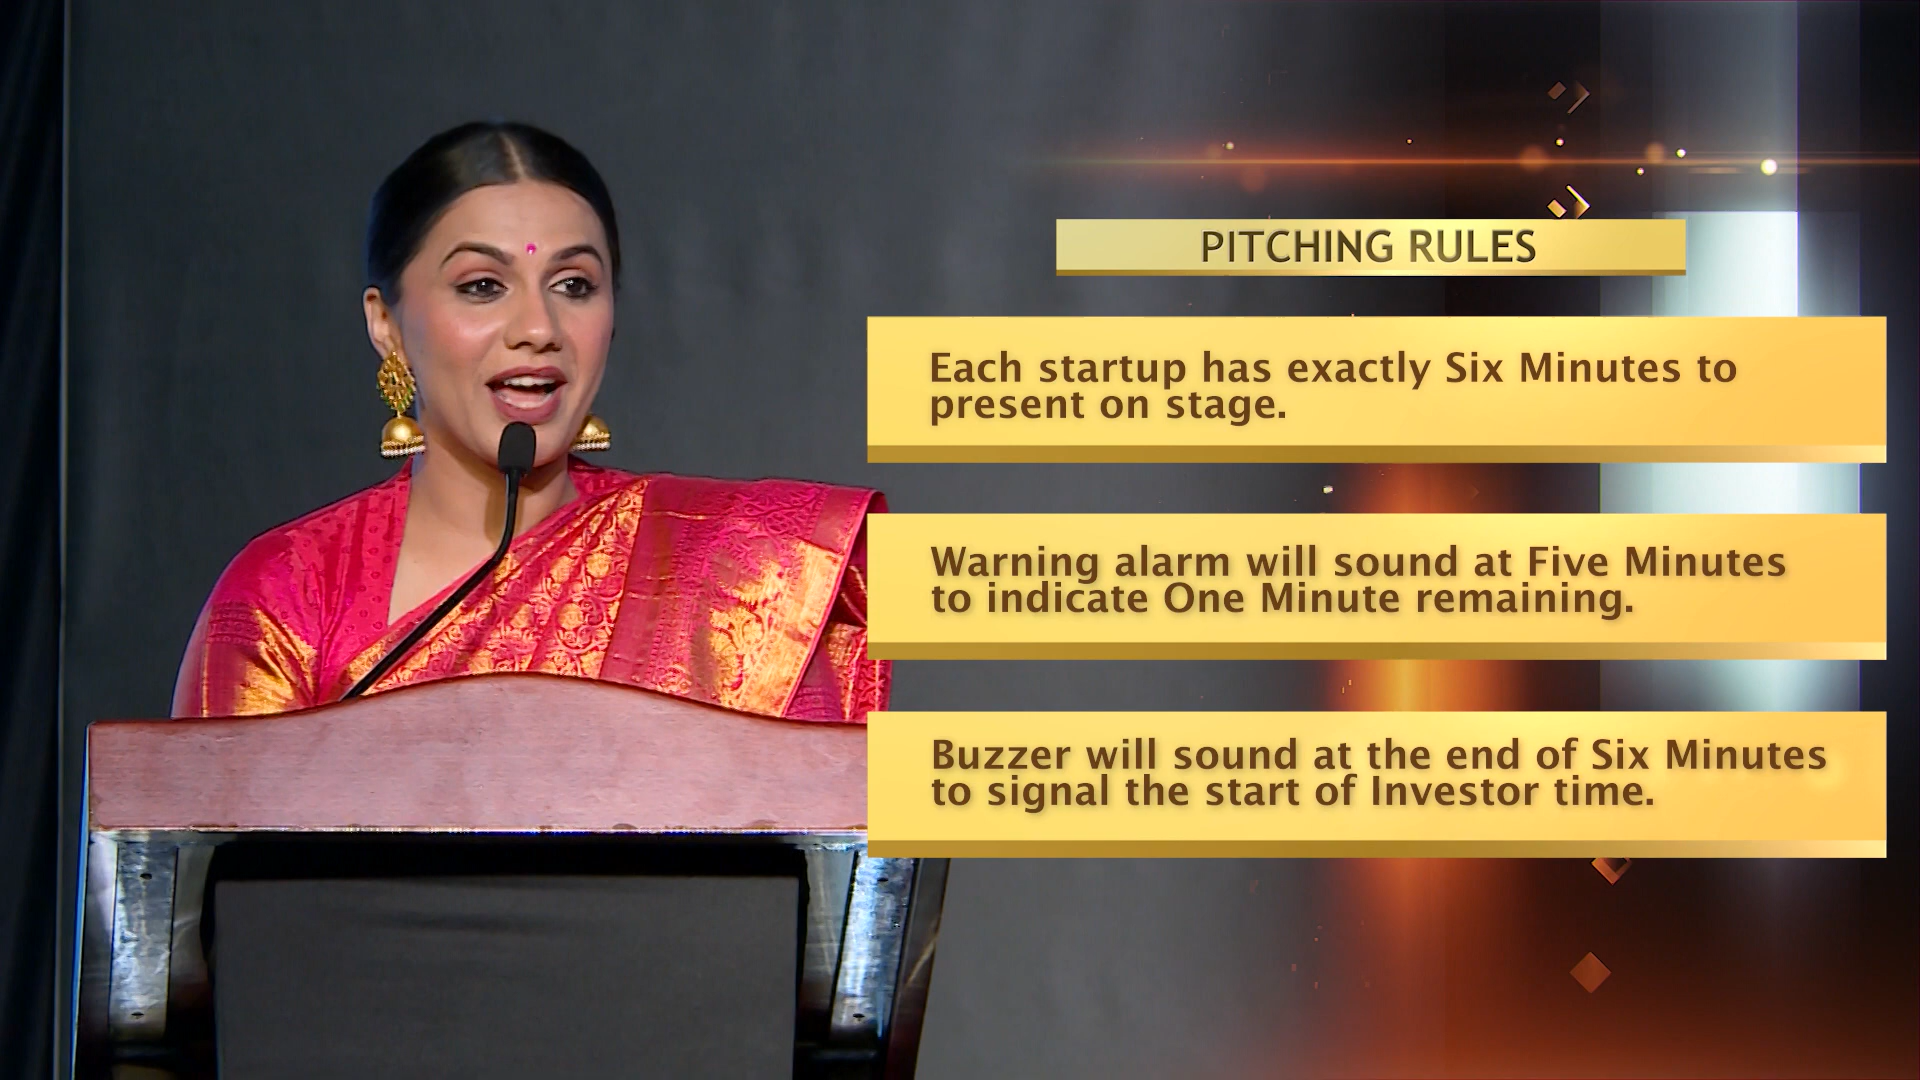 PITCHING RULES
Each startup has exactly Six Minutes to
present on stage.
Warning alarm will sound at Five Minutes
to indicate One Minute remaining.
Buzzer will sound at the end of Six Minutes
to signal the start of Investor time.